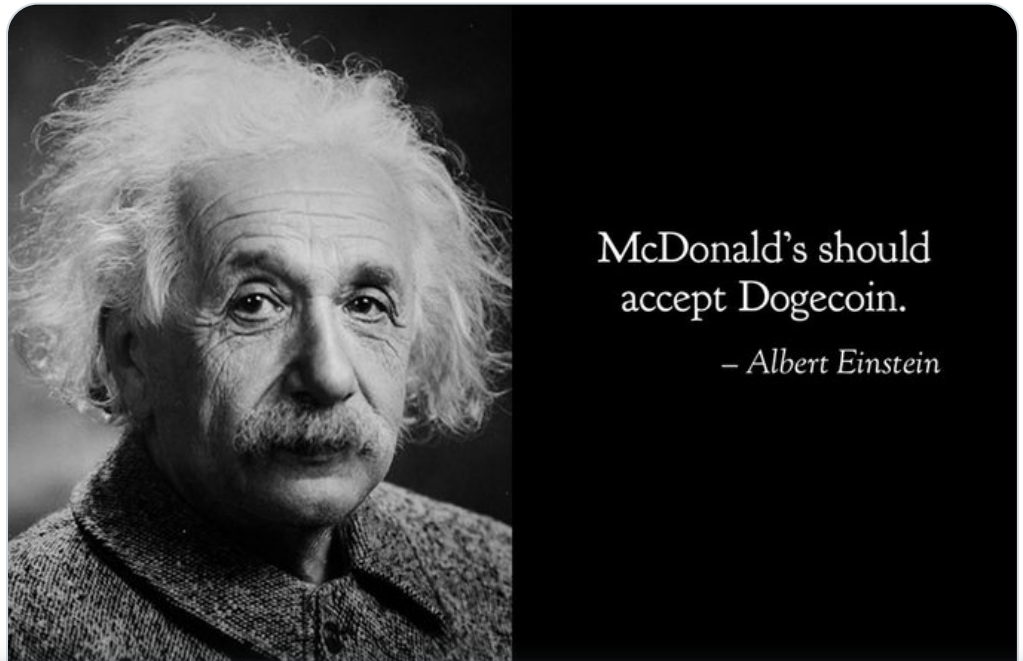 McDonald’s should
accept Dogecoin.
– Albert Einstein